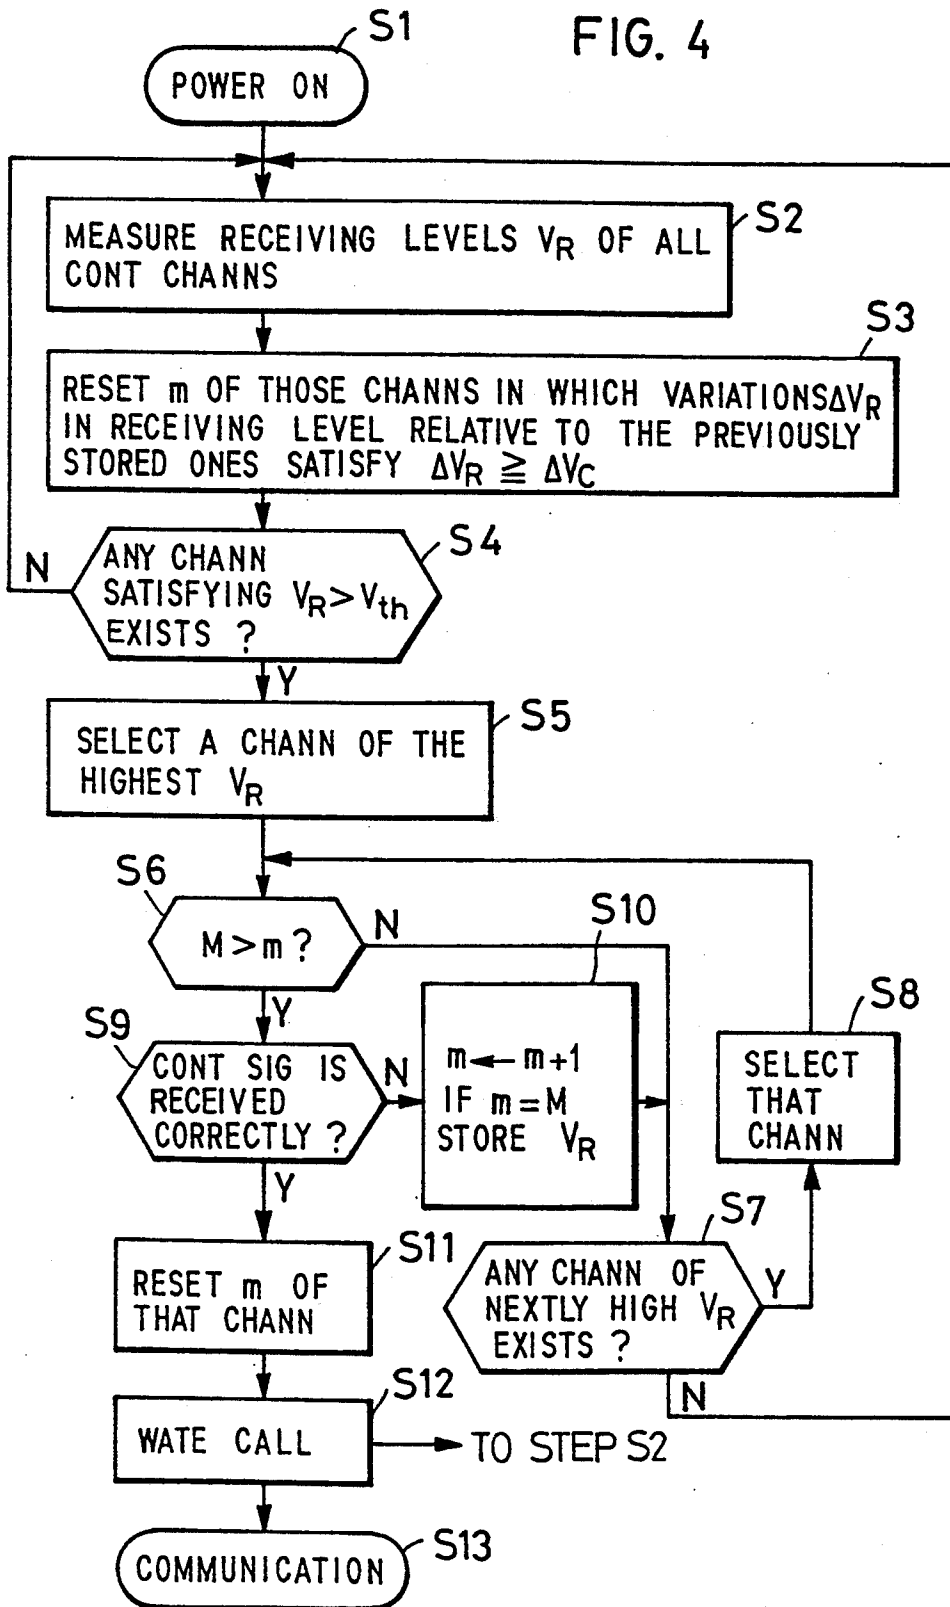 FIG. 4
S1
POWER ON
S2
MEASURE RECEIVING LEVELS VR OF ALL
CONT CHANNS
S3
RESET m OF THOSE CHANNS IN WHICH VARIATIONSΔVR
IN RECEIVING LEVEL RELATIVE TO THE PREVIOUSLY
STORED ONES SATISFY ΔVR ≧ ΔVC
S4
N
ANY CHANN
SATISFYING VR > Vth
EXISTS ?
Y
S5
SELECT A CHANN OF THE
HIGHEST VR
S6
M > m ?
N
Y
S10
m ← m+1
IF m = M
STORE VR
S8
SELECT
THAT
CHANN
S9
CONT SIG IS
RECEIVED
CORRECTLY ?
N
Y
S7
ANY CHANN OF
NEXTLY HIGH VR
EXISTS ?
Y
N
S11
RESET m OF
THAT CHANN
S12
WATE CALL
TO STEP S2
S13
COMMUNICATION